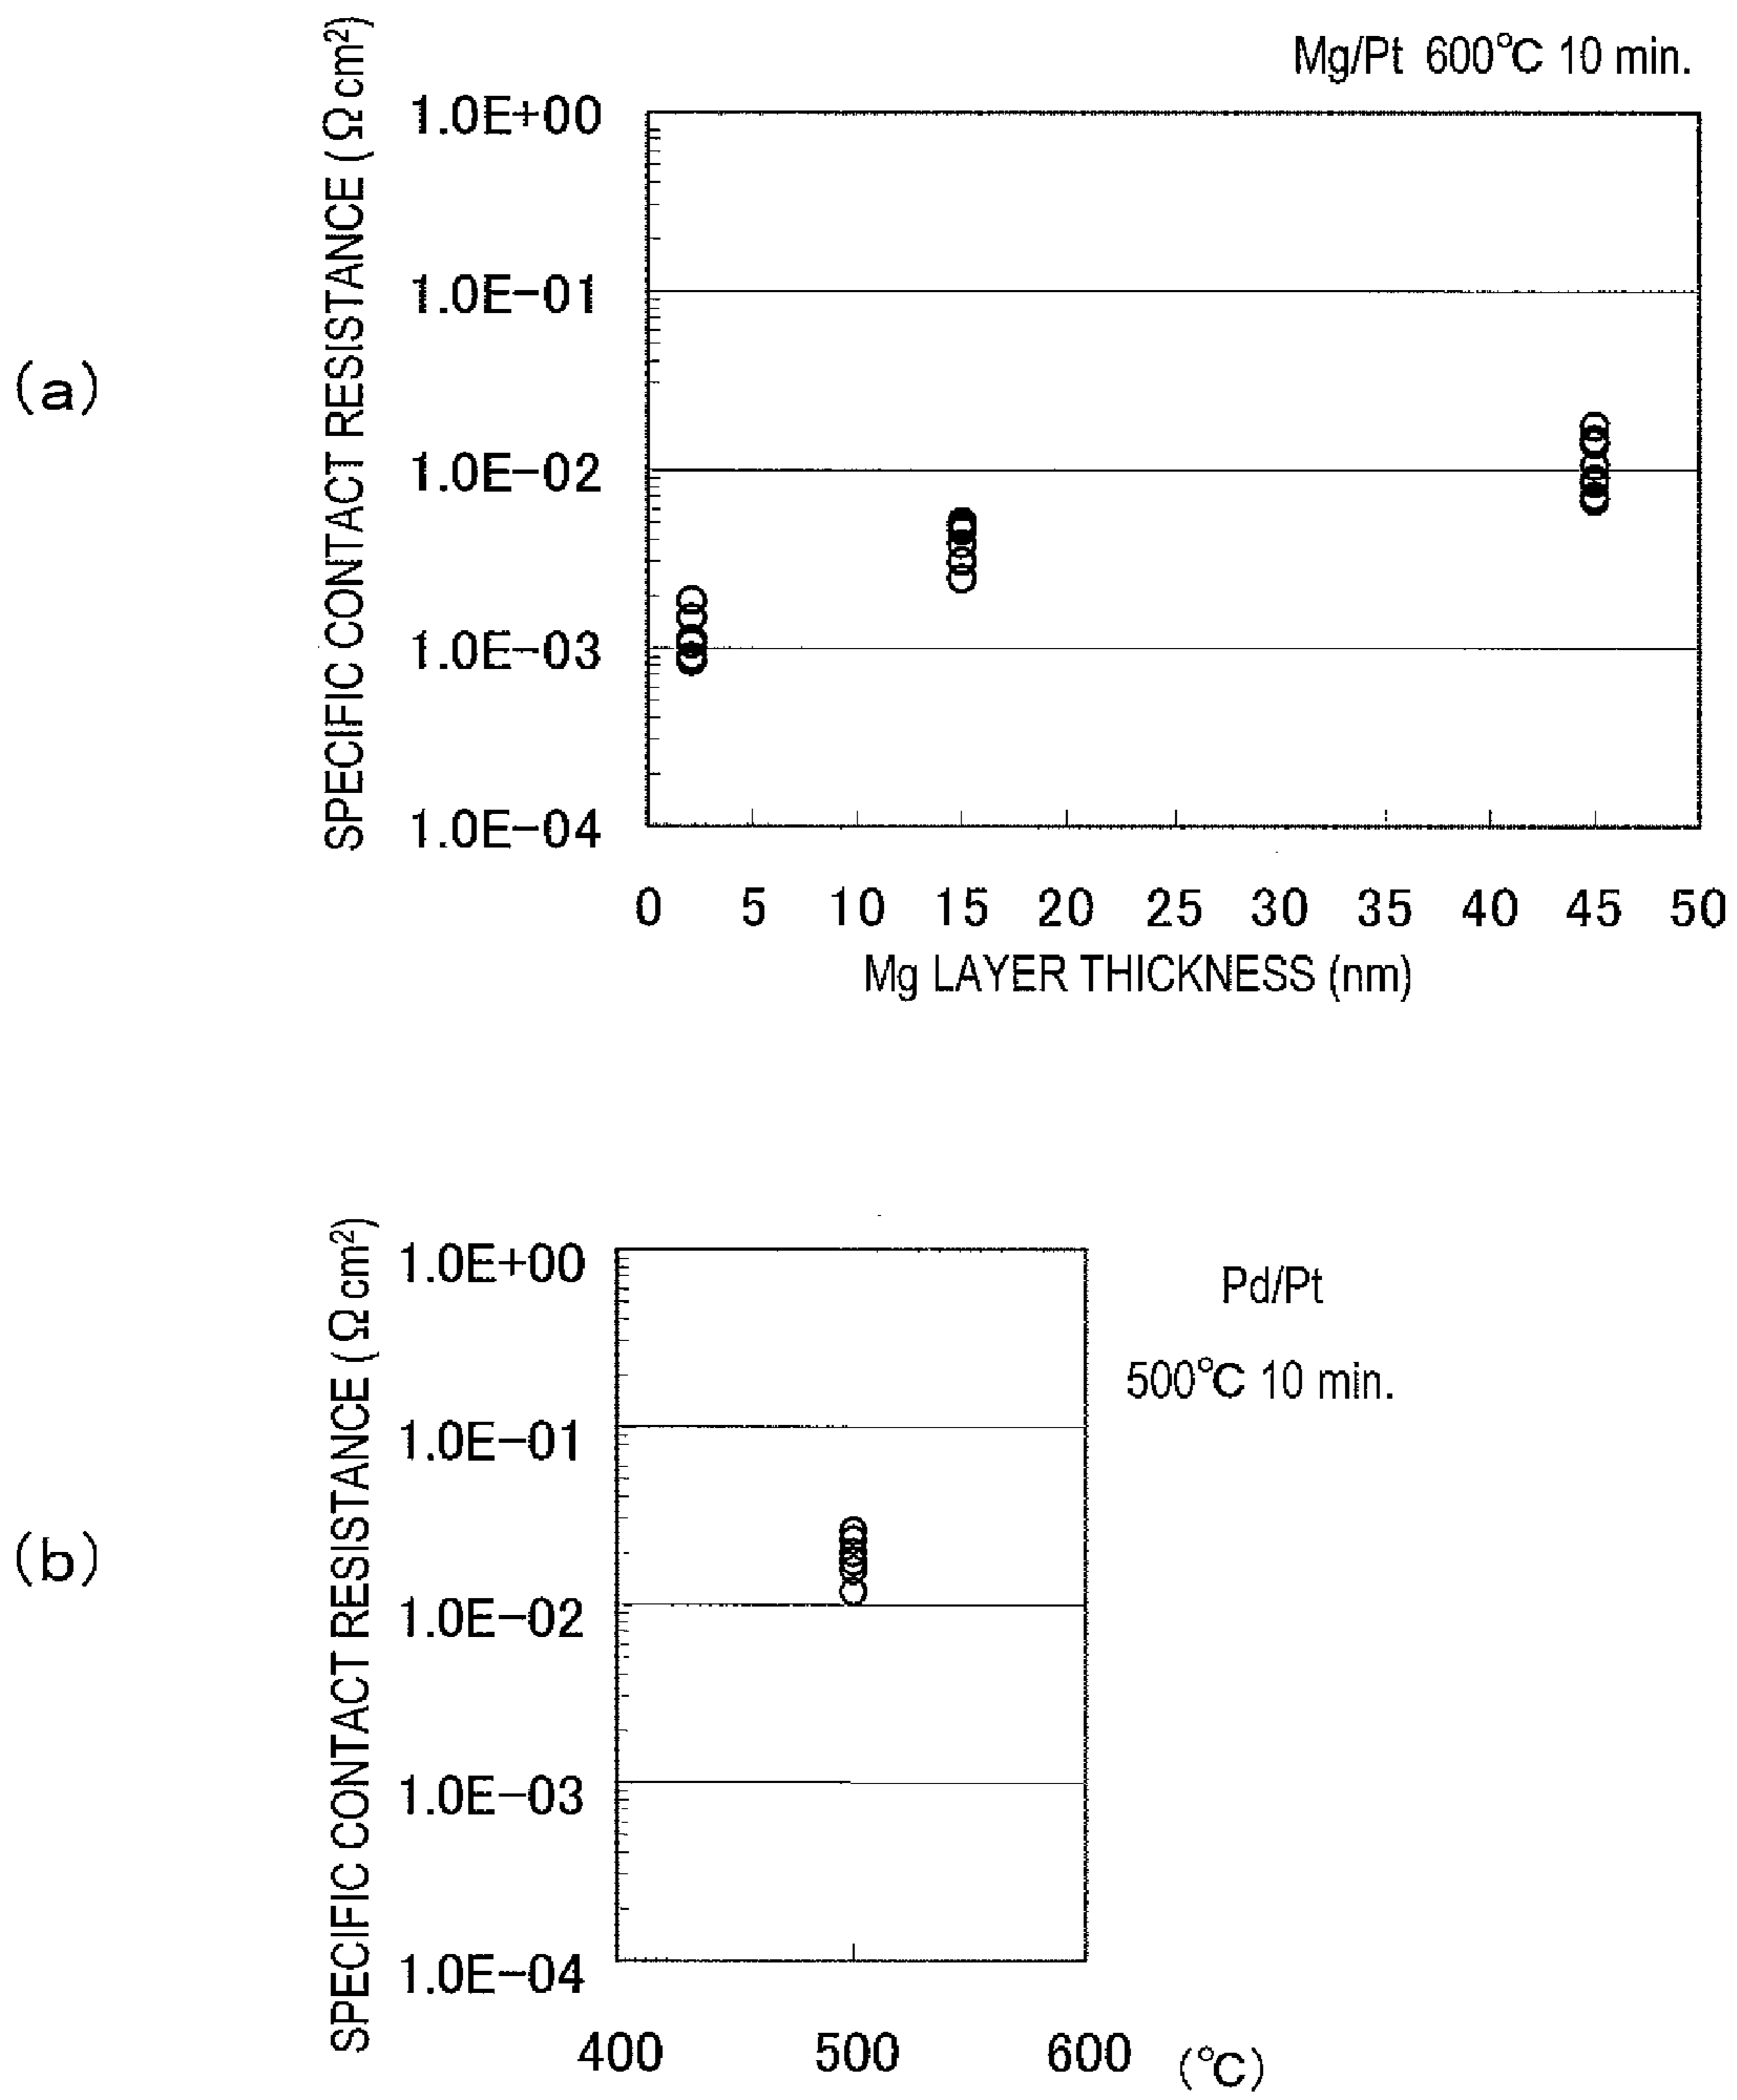 (a)
Mg/Pt 600℃ 10 min.
SPECIFIC CONTACT RESISTANCE (Ω cm²)
1.0E+00
1.0E−01
1.0E−02
1.0E−03
1.0E−04
0 5 10 15 20 25 30 35 40 45 50
Mg LAYER THICKNESS (nm)
(b)
SPECIFIC CONTACT RESISTANCE (Ω cm²)
1.0E+00
1.0E−01
1.0E−02
1.0E−03
1.0E−04
Pd/Pt
500℃ 10 min.
400 500 600 (℃)